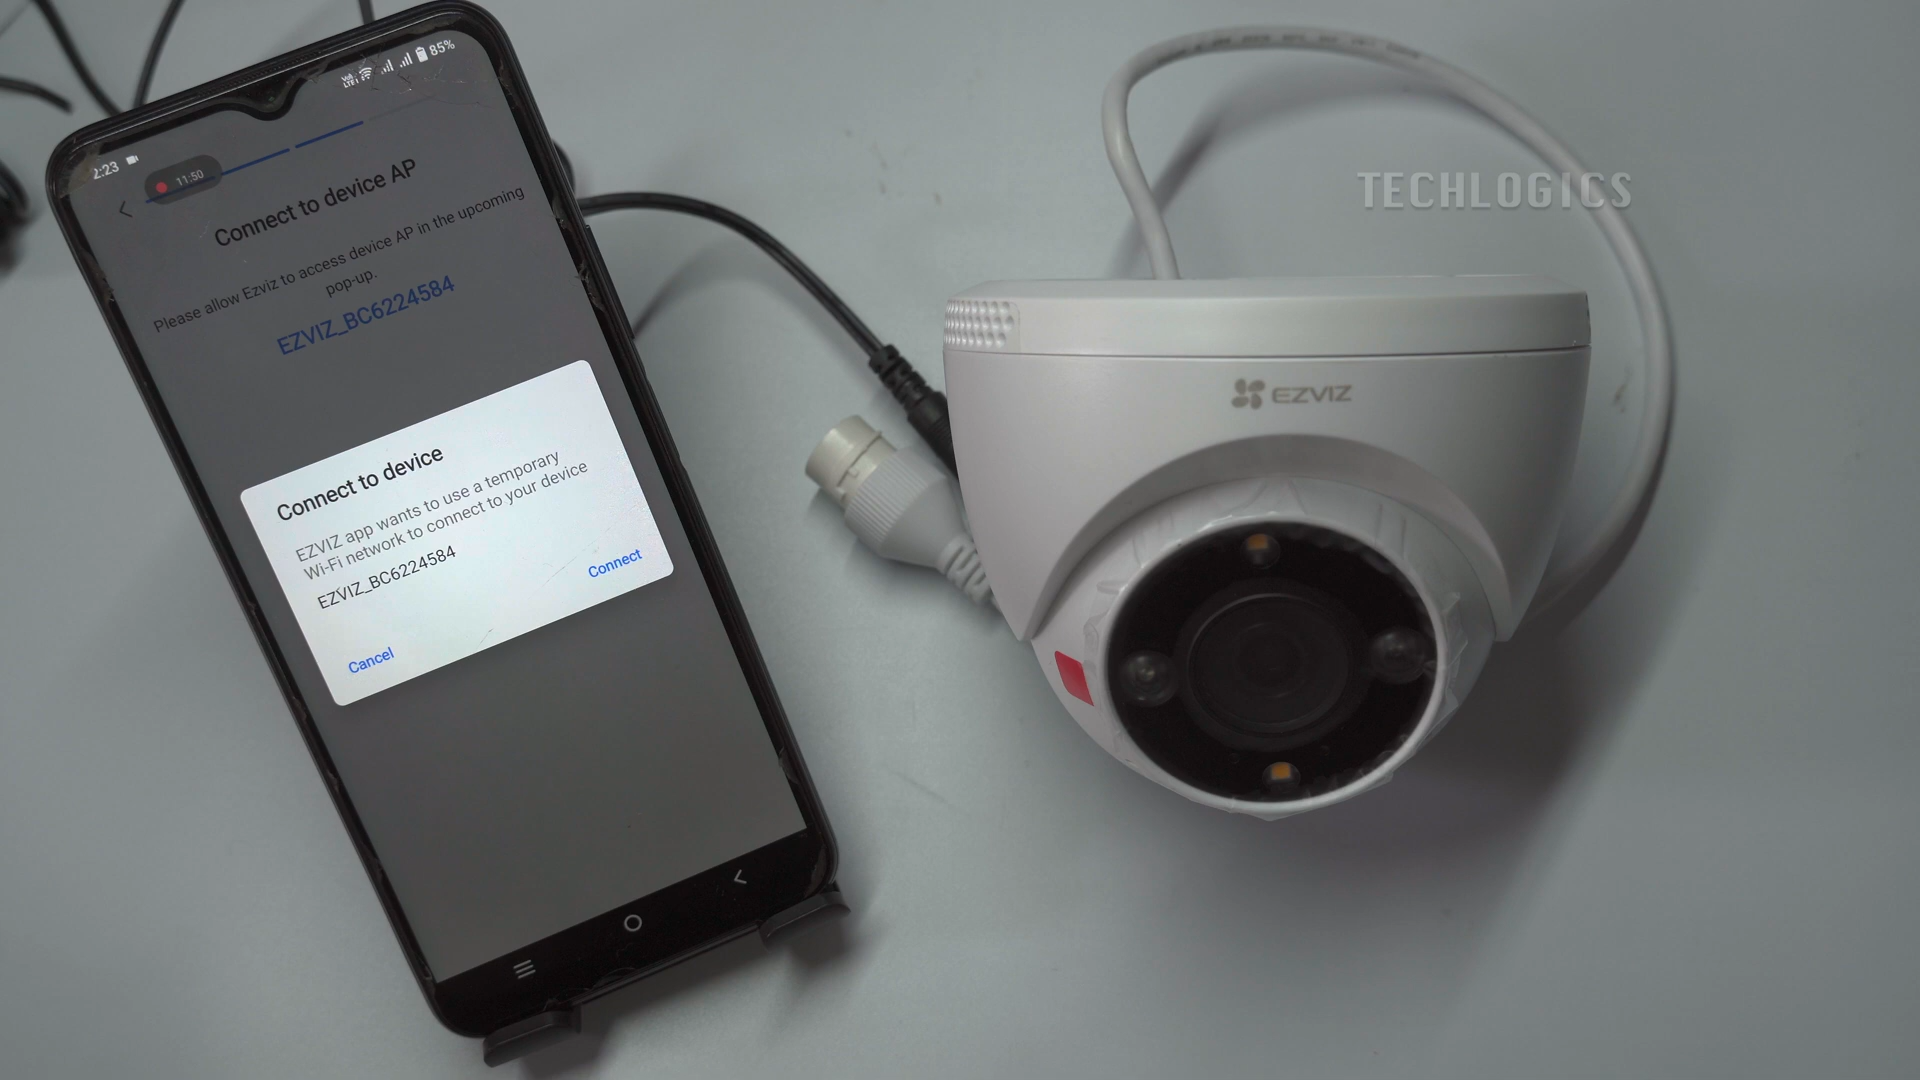 2:23
85%
11:50
Connect to device AP
Please allow Ezviz to access device AP in the upcoming
pop-up.
EZVIZ_BC6224584
Connect to device
EZVIZ app wants to use a temporary
Wi-Fi network to connect to your device
EZVIZ_BC6224584
Connect
Cancel
TECHLOGICS
EZVIZ